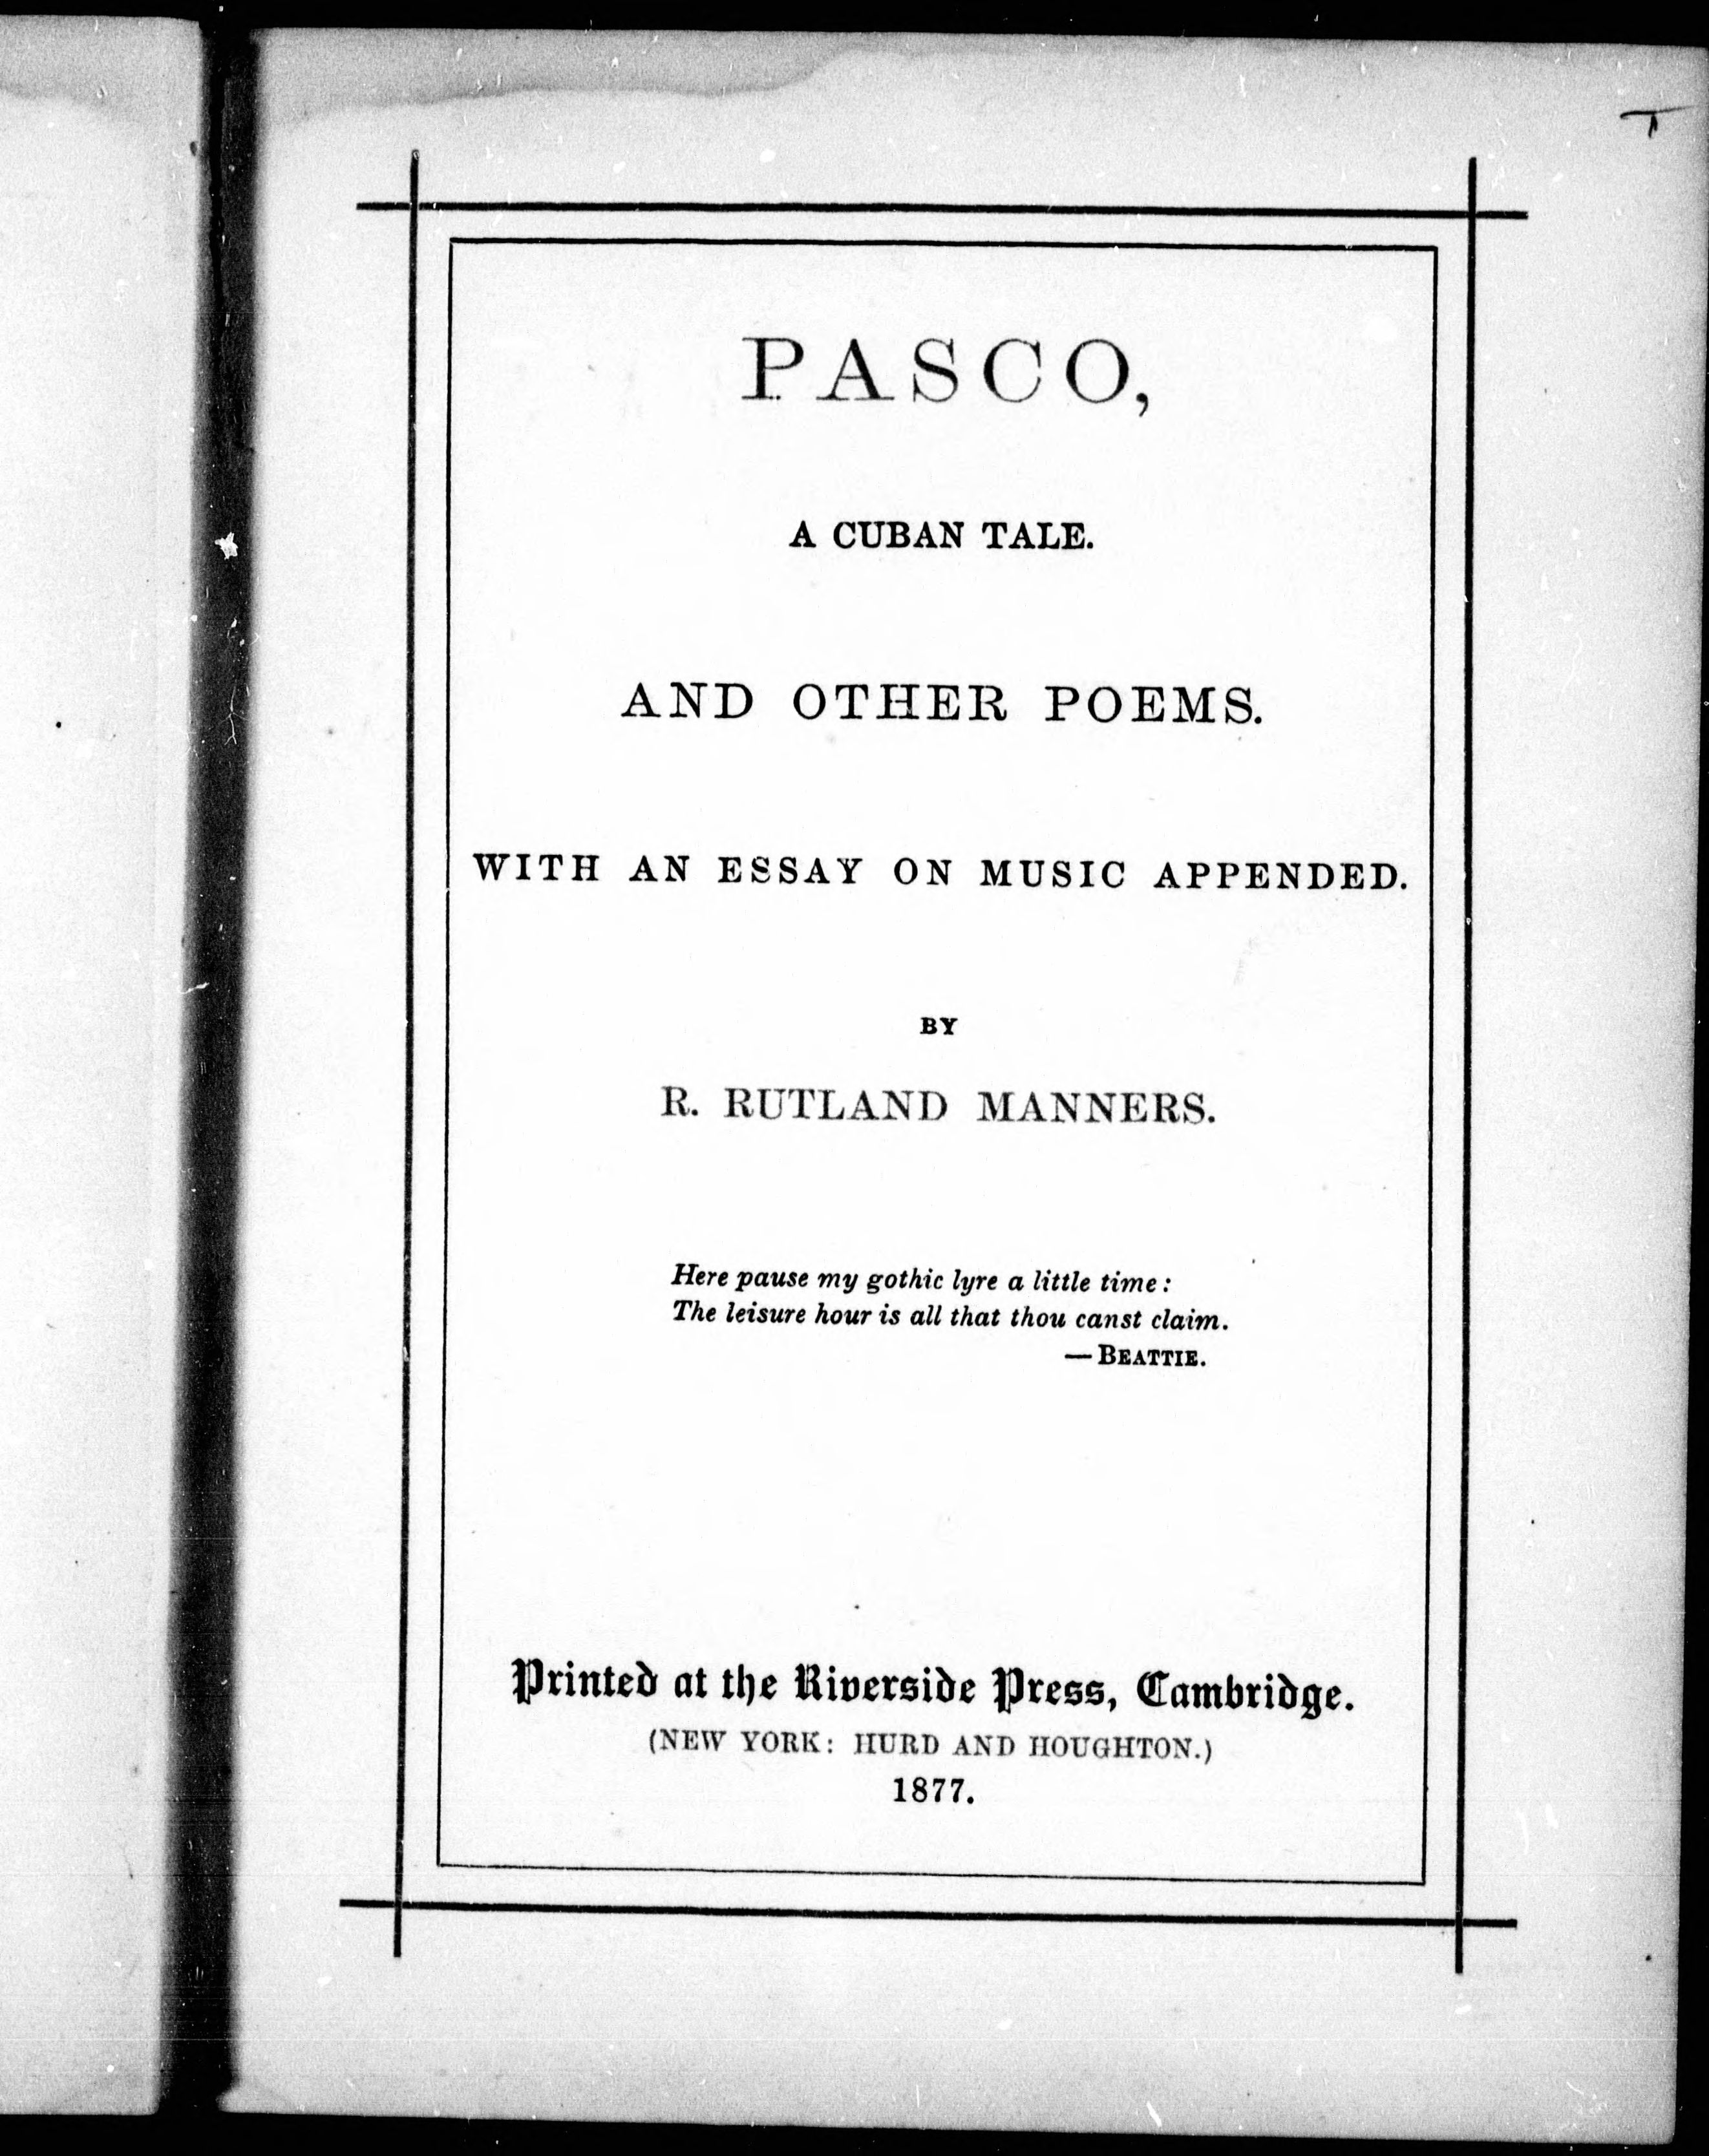 PASCO,
A CUBAN TALE.
AND OTHER POEMS.
WITH AN ESSAY ON MUSIC APPENDED.
BY
R. RUTLAND MANNERS.
Here pause my gothic lyre a little time:
The leisure hour is all that thou canst claim.
— BEATTIE.
Printed at the Riverside Press, Cambridge.
(NEW YORK: HURD AND HOUGHTON.)
1877.